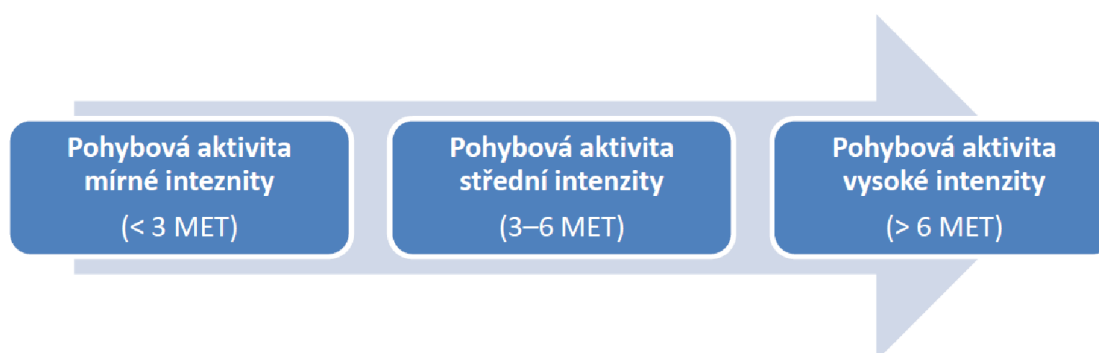 Pohybová aktivita
mírné inteznity
(< 3 MET)
Pohybová aktivita
střední intenzity
(3–6 MET)
Pohybová aktivita
vysoké intenzity
(> 6 MET)